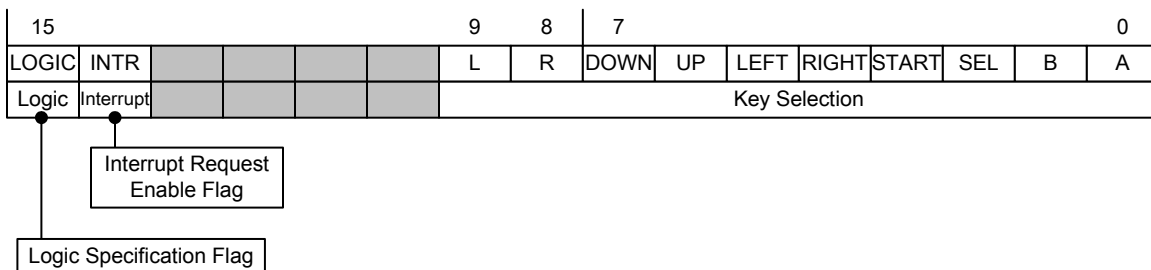 15 9 8 7 0
LOGIC INTR L R DOWN UP LEFT RIGHT START SEL B A
Logic Interrupt Key Selection
Interrupt Request
Enable Flag
Logic Specification Flag